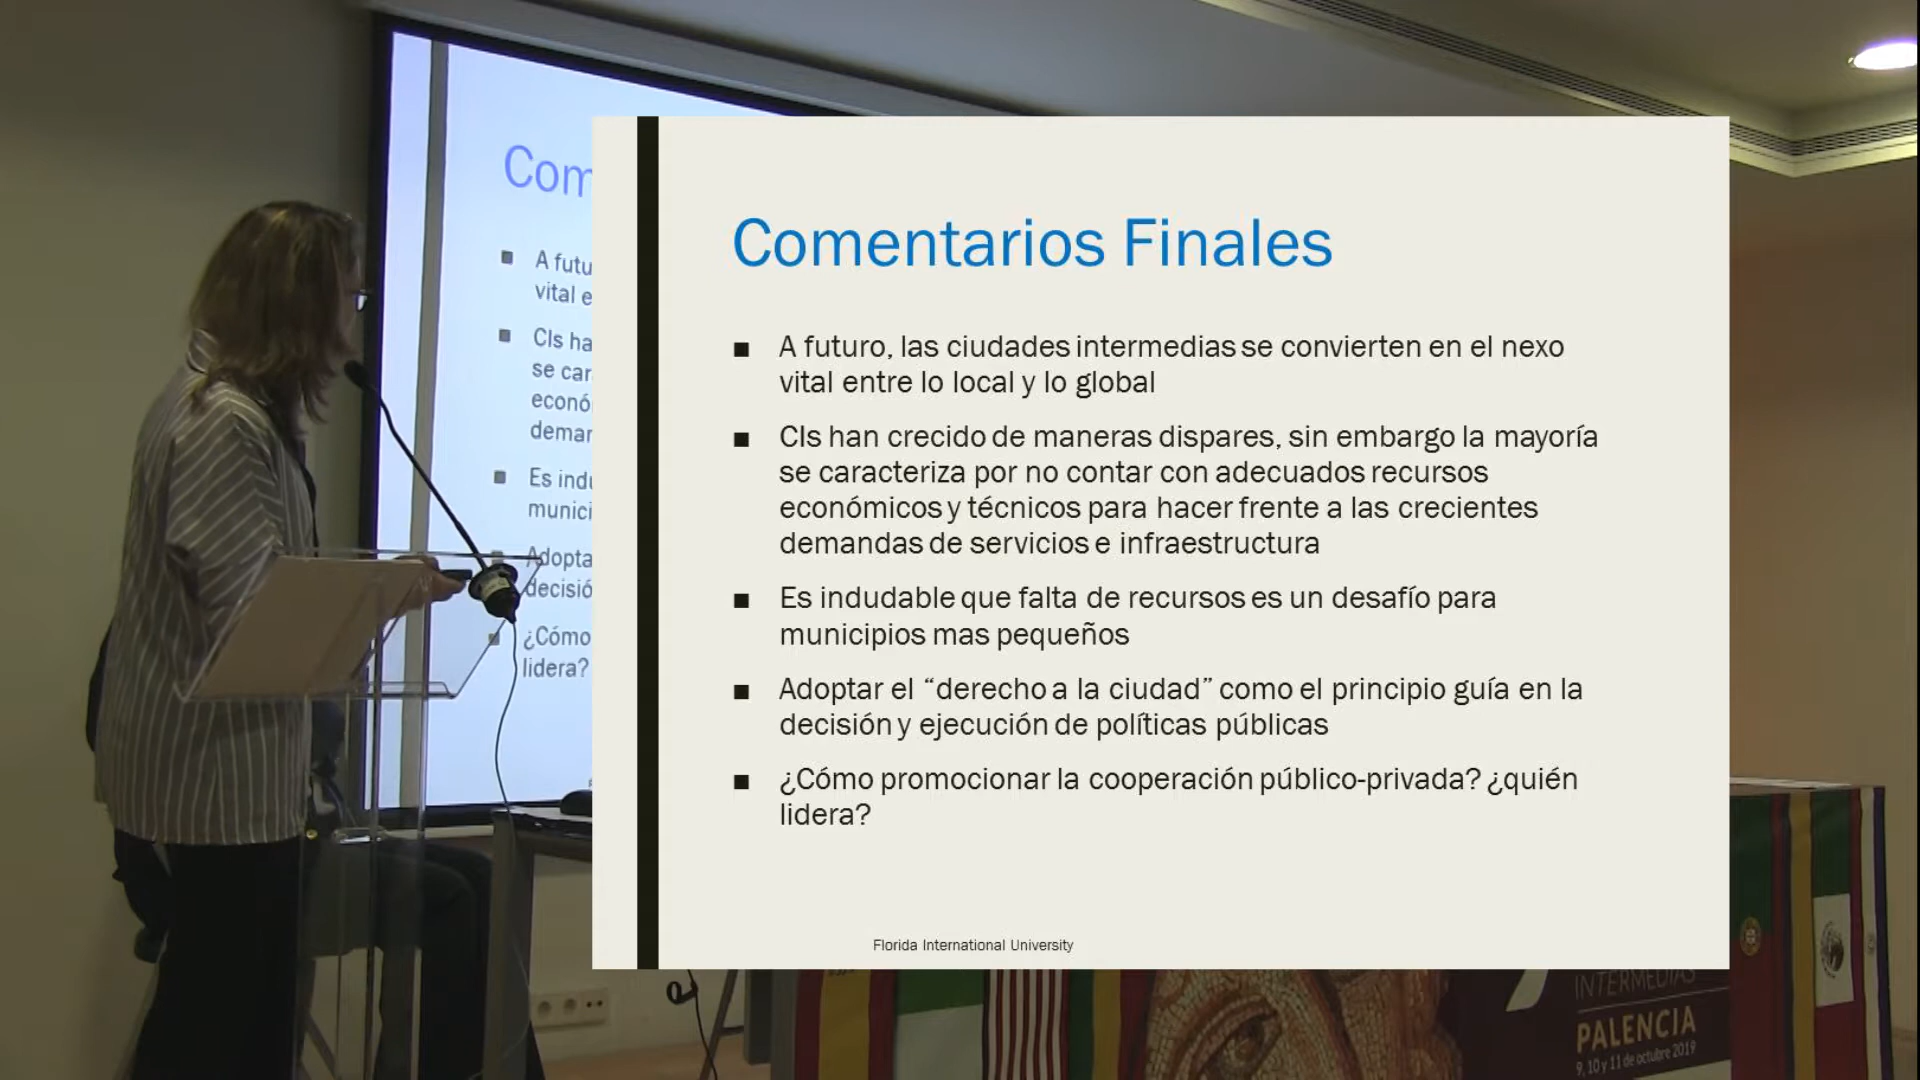 Com
A futu
vital e
CIs ha
se car
econó
demar
Es indu
munici
Adopta
decisió
¿Cómo
lidera?
Comentarios Finales
A futuro, las ciudades intermedias se convierten en el nexo
vital entre lo local y lo global
CIs han crecido de maneras dispares, sin embargo la mayoría
se caracteriza por no contar con adecuados recursos
económicos y técnicos para hacer frente a las crecientes
demandas de servicios e infraestructura
Es indudable que falta de recursos es un desafío para
municipios mas pequeños
Adoptar el “derecho a la ciudad” como el principio guía en la
decisión y ejecución de políticas públicas
¿Cómo promocionar la cooperación público-privada? ¿quién
lidera?
Florida International University
INTERMEDIAS
PALENCIA
9, 10 y 11 de octubre 2019